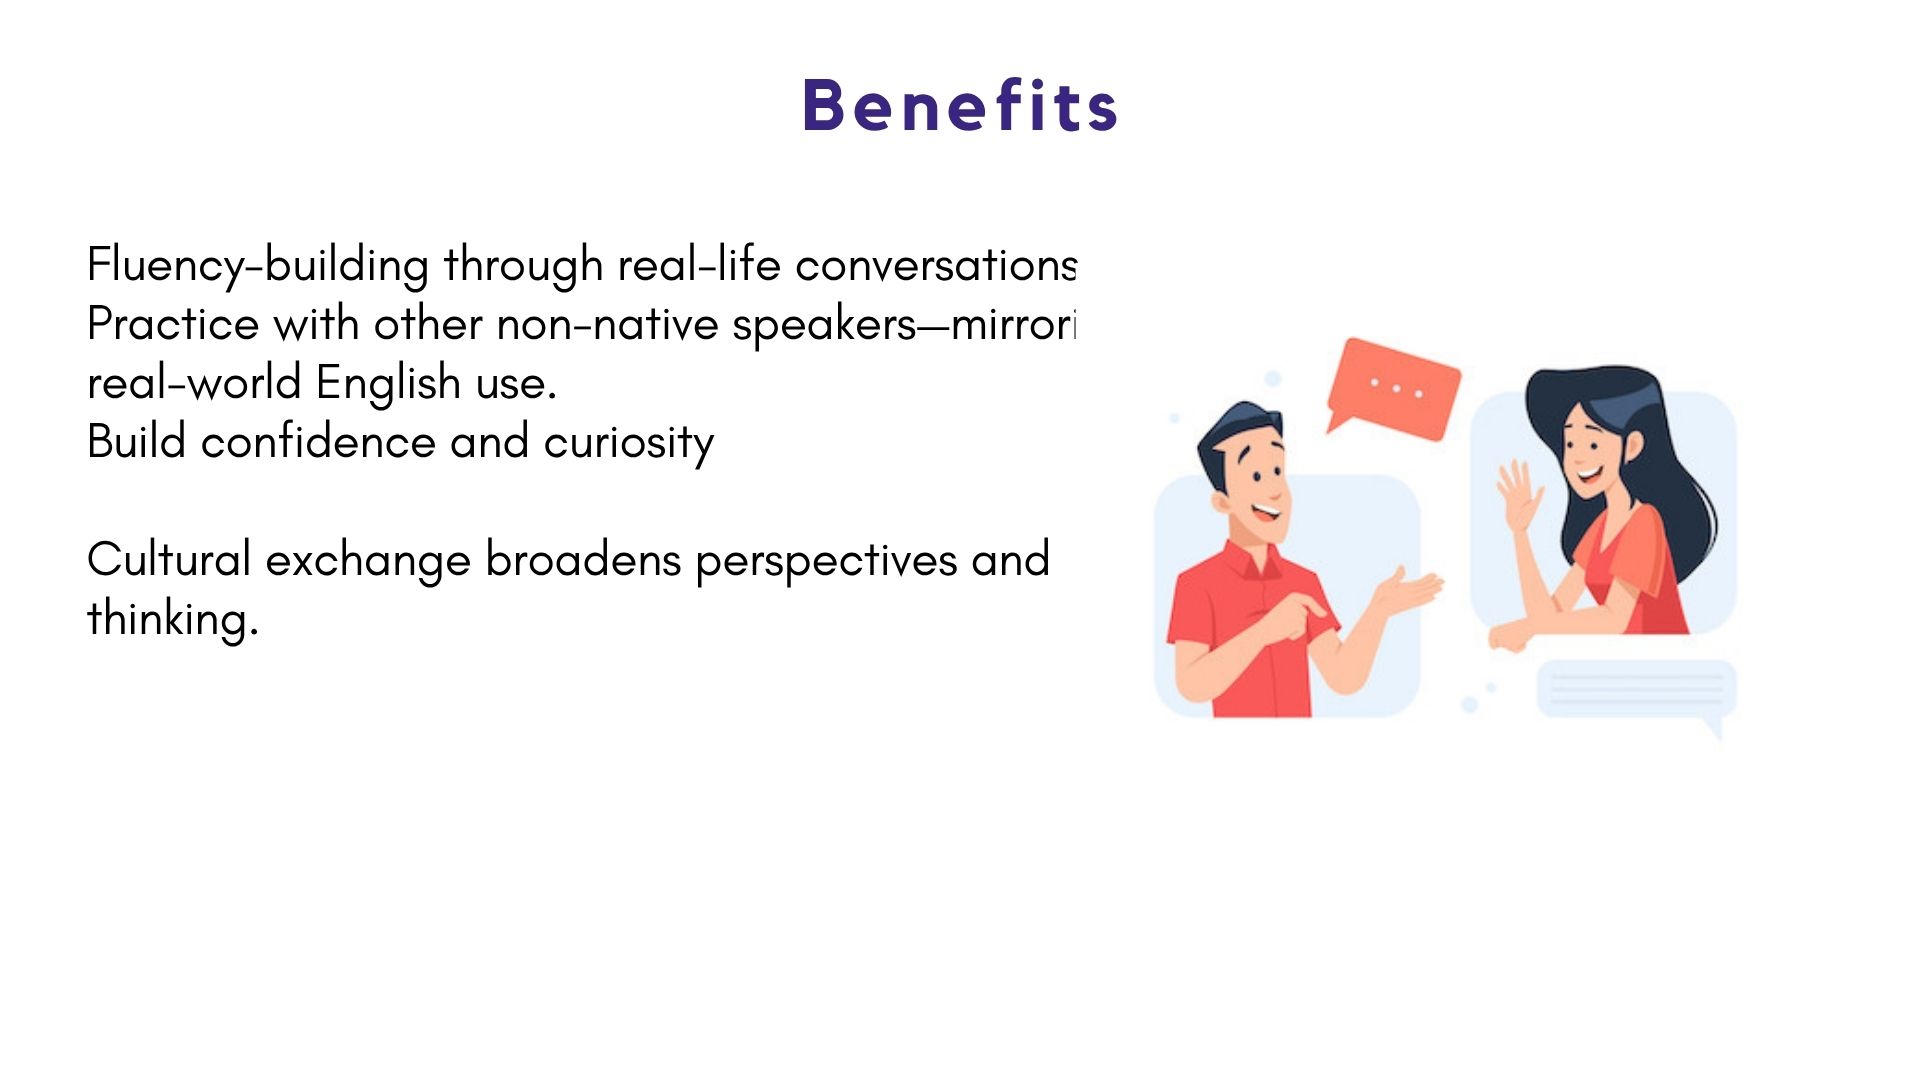 Benefits
Fluency-building through real-life conversations
Practice with other non-native speakers—mirrori
real-world English use.
Build confidence and curiosity
Cultural exchange broadens perspectives and
thinking.